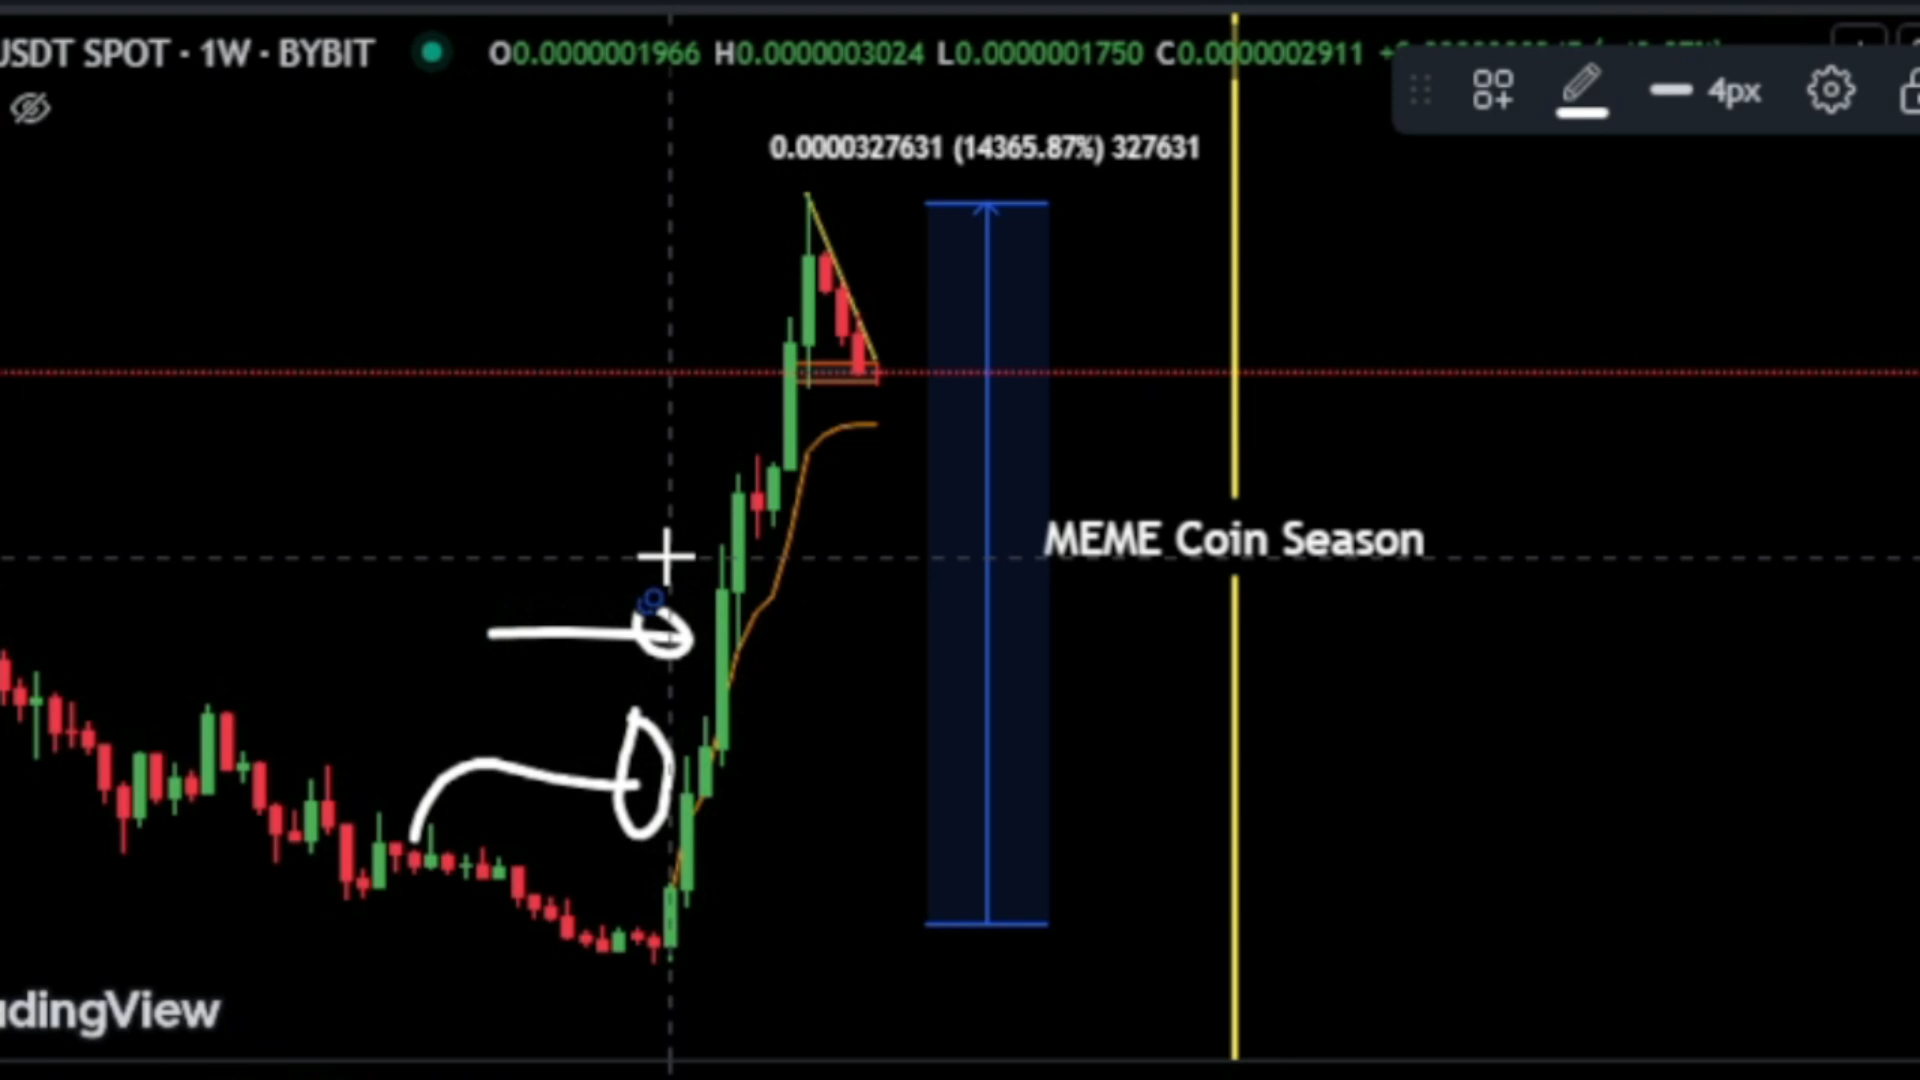 USDT SPOT · 1W · BYBIT O0.0000001966 H0.0000003024 L0.0000001750 C0.0000002911
4px
0.0000327631 (14365.87%) 327631
MEME Coin Season
adingView